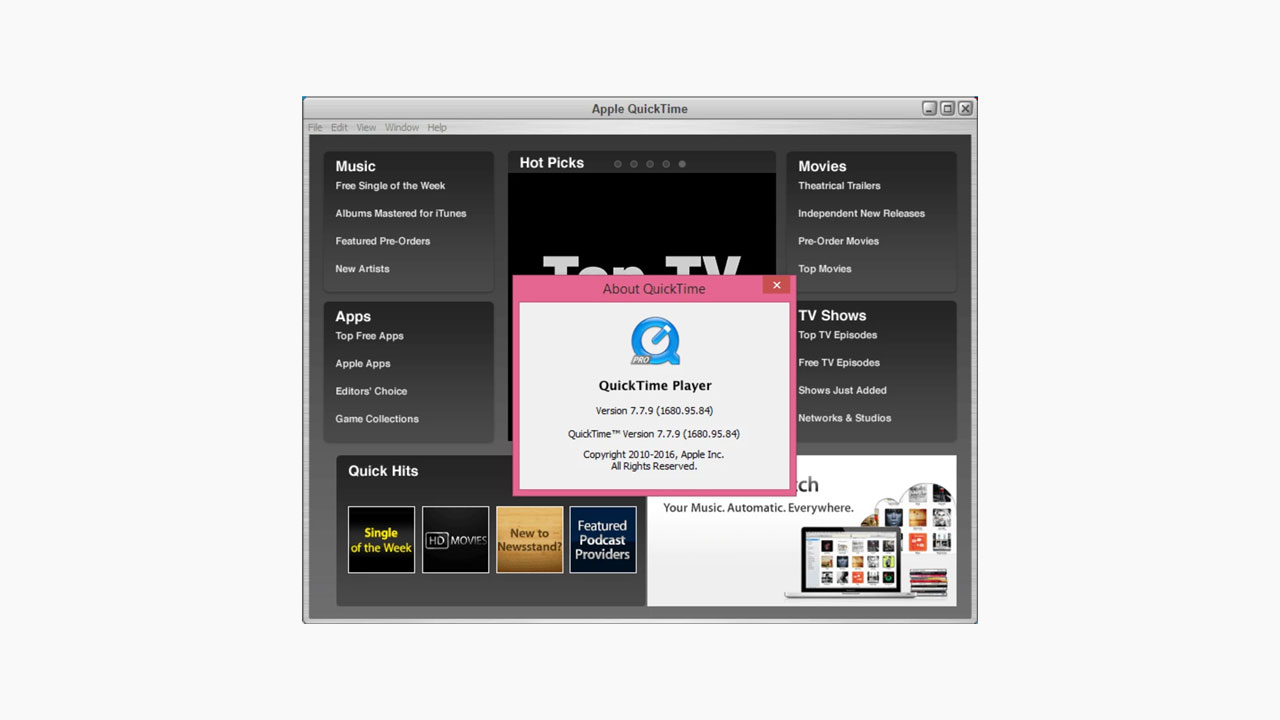 Apple QuickTime
File Edit View Window Help
Music
Free Single of the Week
Albums Mastered for iTunes
Featured Pre-Orders
New Artists
Apps
Top Free Apps
Apple Apps
Editors' Choice
Game Collections
Hot Picks
Top TV
Movies
Theatrical Trailers
Independent New Releases
Pre-Order Movies
Top Movies
TV Shows
Top TV Episodes
Free TV Episodes
Shows Just Added
Networks & Studios
About QuickTime
PRO
QuickTime Player
Version 7.7.9 (1680.95.84)
QuickTime™ Version 7.7.9 (1680.95.84)
Copyright 2010-2016, Apple Inc.
All Rights Reserved.
Quick Hits
Single
of the Week
HD MOVIES
New to
Newsstand?
Featured
Podcast
Providers
Your Music. Automatic. Everywhere.